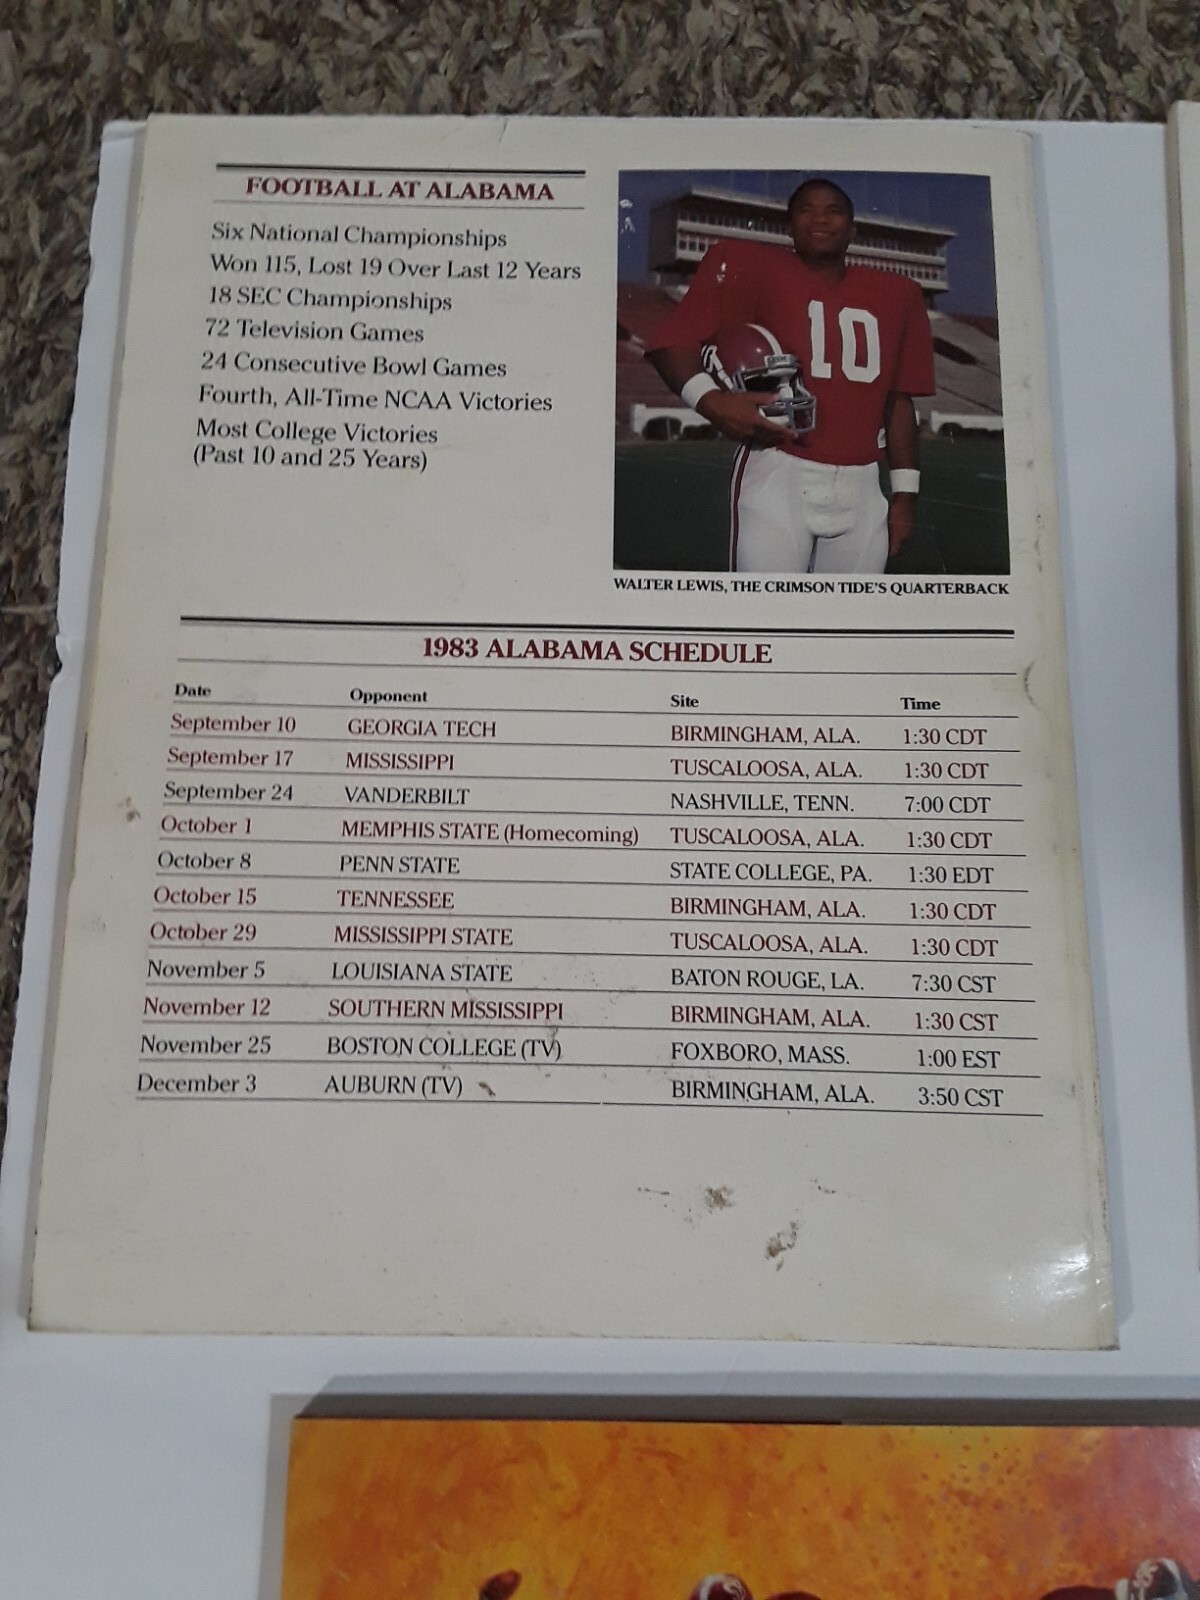 FOOTBALL AT ALABAMA
Six National Championships
Won 115, Lost 19 Over Last 12 Years
18 SEC Championships
72 Television Games
24 Consecutive Bowl Games
Fourth, All-Time NCAA Victories
Most College Victories
(Past 10 and 25 Years)
10
WALTER LEWIS, THE CRIMSON TIDE'S QUARTERBACK
1983 ALABAMA SCHEDULE
Date Opponent Site Time
September 10 GEORGIA TECH BIRMINGHAM, ALA. 1:30 CDT
September 17 MISSISSIPPI TUSCALOOSA, ALA. 1:30 CDT
September 24 VANDERBILT NASHVILLE, TENN. 7:00 CDT
October 1 MEMPHIS STATE (Homecoming) TUSCALOOSA, ALA. 1:30 CDT
October 8 PENN STATE STATE COLLEGE, PA. 1:30 EDT
October 15 TENNESSEE BIRMINGHAM, ALA. 1:30 CDT
October 29 MISSISSIPPI STATE TUSCALOOSA, ALA. 1:30 CDT
November 5 LOUISIANA STATE BATON ROUGE, LA. 7:30 CST
November 12 SOUTHERN MISSISSIPPI BIRMINGHAM, ALA. 1:30 CST
November 25 BOSTON COLLEGE (TV) FOXBORO, MASS. 1:00 EST
December 3 AUBURN (TV) BIRMINGHAM, ALA. 3:50 CST